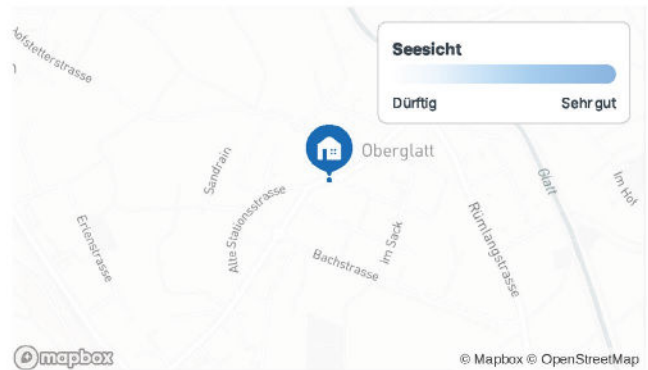 Hofstetterstrasse
Seesicht
Dürftig Sehr gut
Oberglatt
Sandrain
Alte Stationsstrasse
Erlenstrasse
Bachstrasse
Im Sack
Rümlangstrasse
Glatt
Im Hof
mapbox
© Mapbox © OpenStreetMap